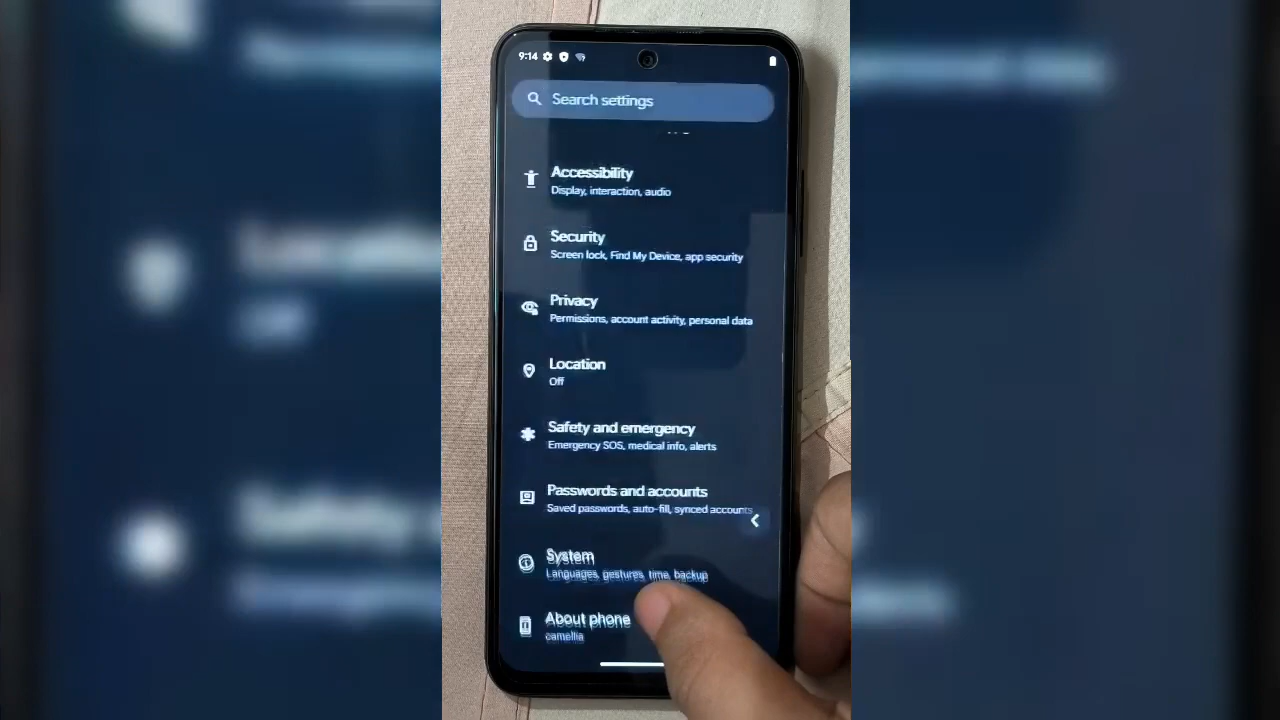 9:14
Search settings
Accessibility
Display, interaction, audio
Security
Screen lock, Find My Device, app security
Privacy
Permissions, account activity, personal data
Location
Off
Safety and emergency
Emergency SOS, medical info, alerts
Passwords and accounts
Saved passwords, auto-fill, synced accounts
System
Languages, gestures, time, backup
About phone
camellia